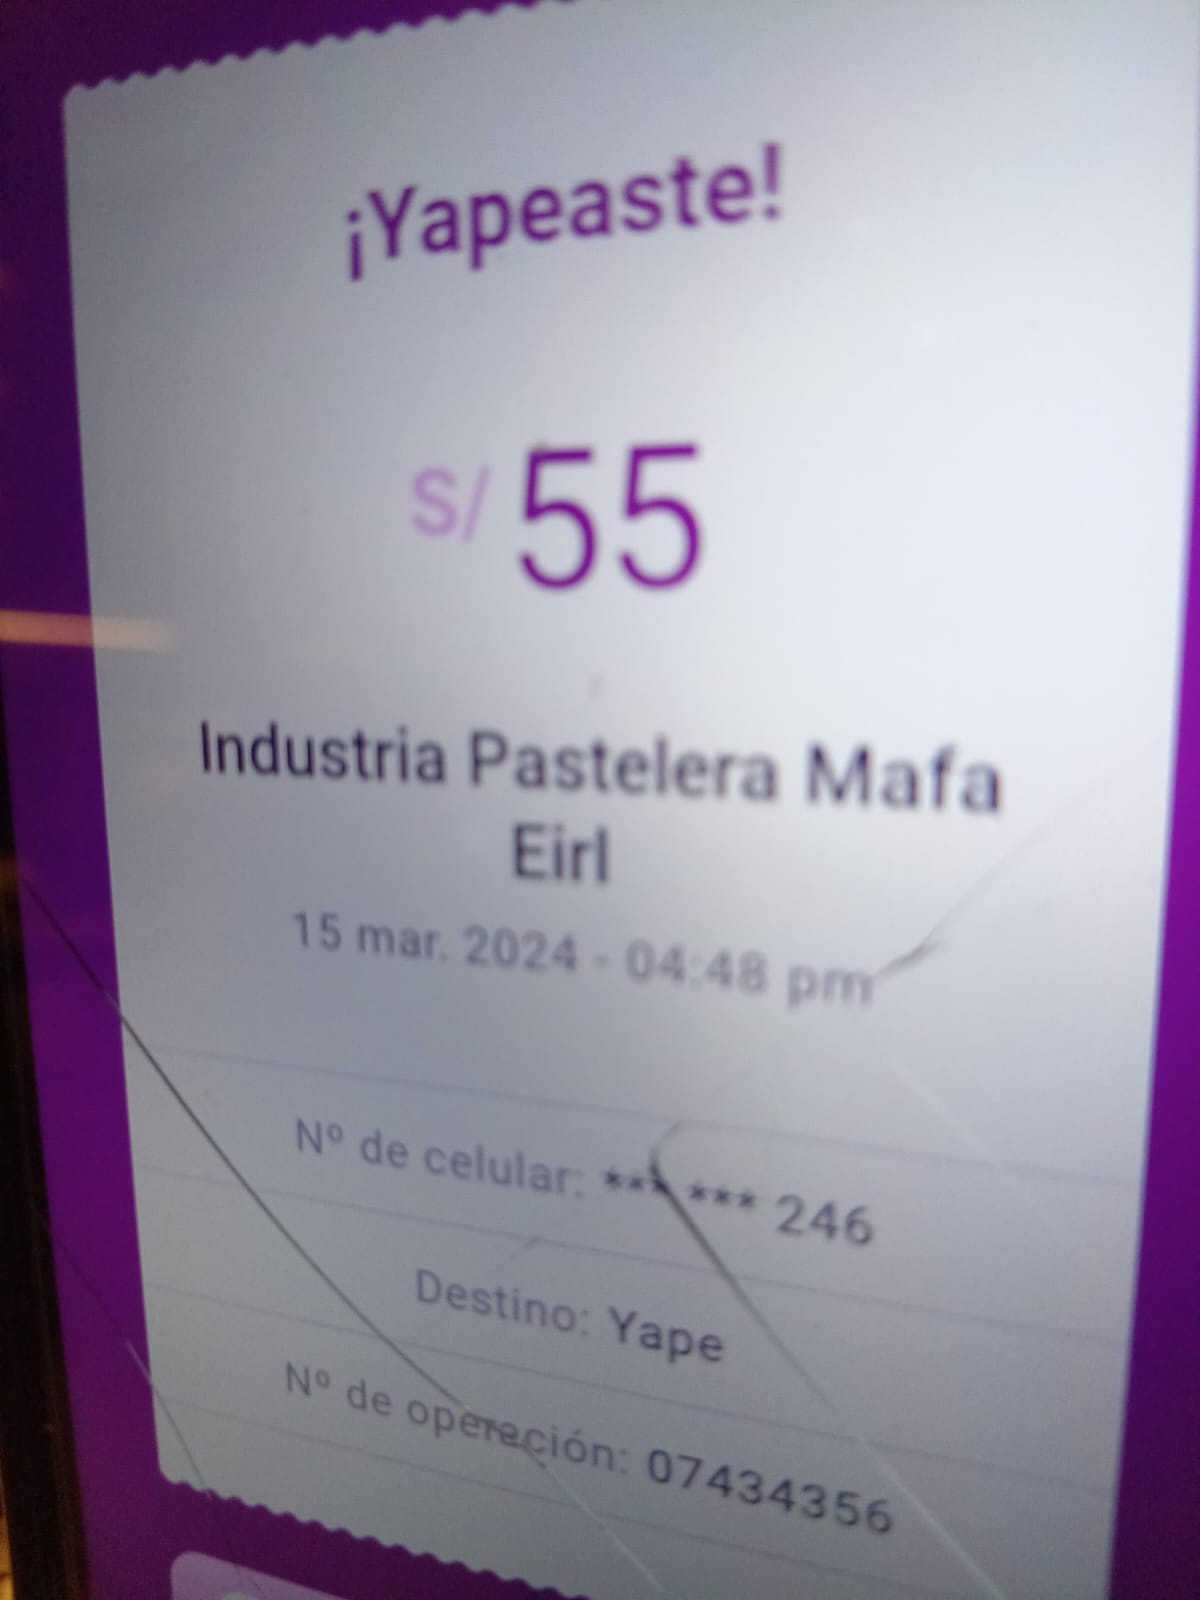 ¡Yapeaste!
S/ 55
Industria Pastelera Mafa
Eirl
15 mar. 2024 - 04:48 pm
Nº de celular: *** *** 246
Destino: Yape
Nº de operación: 07434356